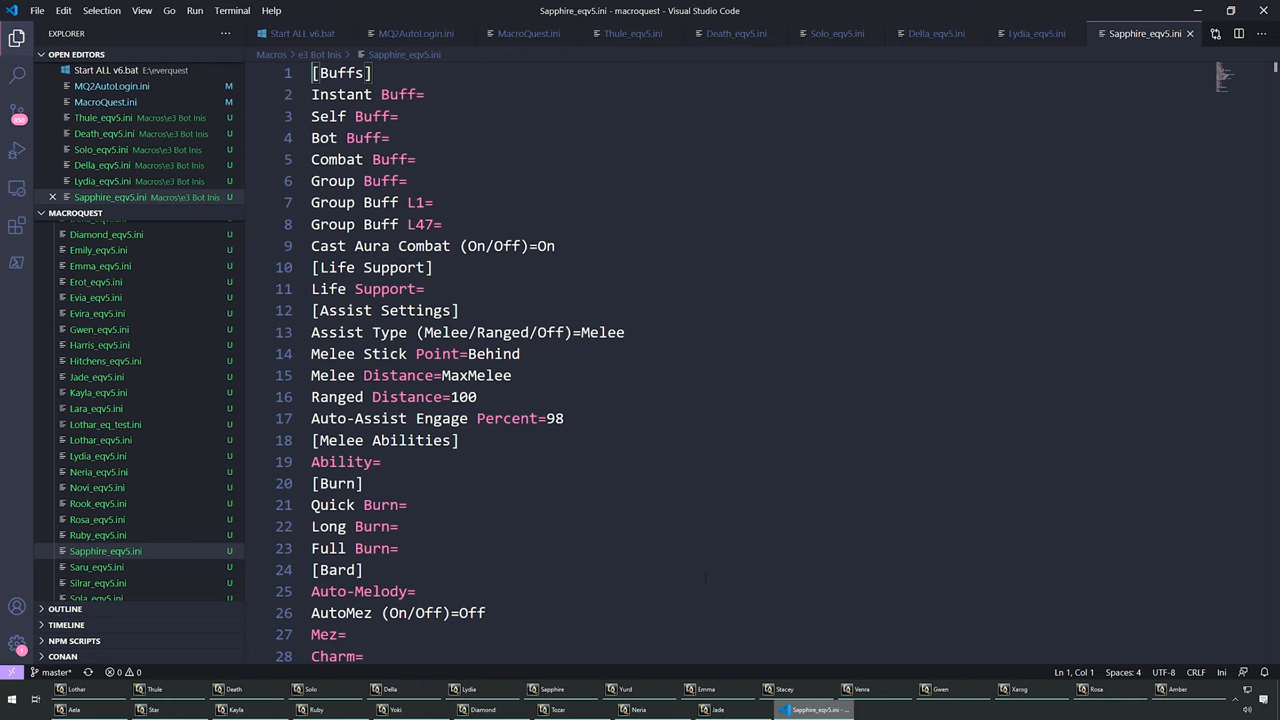 File Edit Selection View Go Run Terminal Help
Sapphire_eqv5.ini - macroquest - Visual Studio Code
EXPLORER ...
Start ALL v6.bat MQ2AutoLogin.ini MacroQuest.ini Thule_eqv5.ini Death_eqv5.ini Solo_eqv5.ini Della_eqv5.ini Lydia_eqv5.ini Sapphire_eqv5.ini
OPEN EDITORS
Start ALL v6.bat E:\everquest
MQ2AutoLogin.ini M
MacroQuest.ini M
Thule_eqv5.ini Macros\e3 Bot Inis U
Death_eqv5.ini Macros\e3 Bot Inis U
Solo_eqv5.ini Macros\e3 Bot Inis U
Della_eqv5.ini Macros\e3 Bot Inis U
Lydia_eqv5.ini Macros\e3 Bot Inis U
Sapphire_eqv5.ini Macros\e3 Bot Inis U
MACROQUEST
Diamond_eqv5.ini U
Emily_eqv5.ini U
Emma_eqv5.ini U
Erot_eqv5.ini U
Evia_eqv5.ini U
Evira_eqv5.ini U
Gwen_eqv5.ini U
Harris_eqv5.ini U
Hitchens_eqv5.ini U
Jade_eqv5.ini U
Kayla_eqv5.ini U
Lara_eqv5.ini U
Lothar_eq_test.ini U
Lothar_eqv5.ini U
Lydia_eqv5.ini U
Neria_eqv5.ini U
Novi_eqv5.ini U
Rook_eqv5.ini U
Rosa_eqv5.ini U
Ruby_eqv5.ini U
Sapphire_eqv5.ini U
Saru_eqv5.ini U
Silrar_eqv5.ini U
Sola_eqv5.ini U
OUTLINE
TIMELINE
NPM SCRIPTS
CONAN
Macros > e3 Bot Inis > Sapphire_eqv5.ini
1 [Buffs]
2 Instant Buff=
3 Self Buff=
4 Bot Buff=
5 Combat Buff=
6 Group Buff=
7 Group Buff L1=
8 Group Buff L47=
9 Cast Aura Combat (On/Off)=On
10 [Life Support]
11 Life Support=
12 [Assist Settings]
13 Assist Type (Melee/Ranged/Off)=Melee
14 Melee Stick Point=Behind
15 Melee Distance=MaxMelee
16 Ranged Distance=100
17 Auto-Assist Engage Percent=98
18 [Melee Abilities]
19 Ability=
20 [Burn]
21 Quick Burn=
22 Long Burn=
23 Full Burn=
24 [Bard]
25 Auto-Melody=
26 AutoMez (On/Off)=Off
27 Mez=
28 Charm=
master* 0 0 Ln 1, Col 1 Spaces: 4 UTF-8 CRLF Ini
Lothar Thule Death Solo Della Lydia Sapphire Yurd Emma Stacey Venra Gwen Xarog Rosa Amber
Aela Star Kayla Ruby Yoki Diamond Tozar Neria Jade Sapphire_eqv5.ini - ...